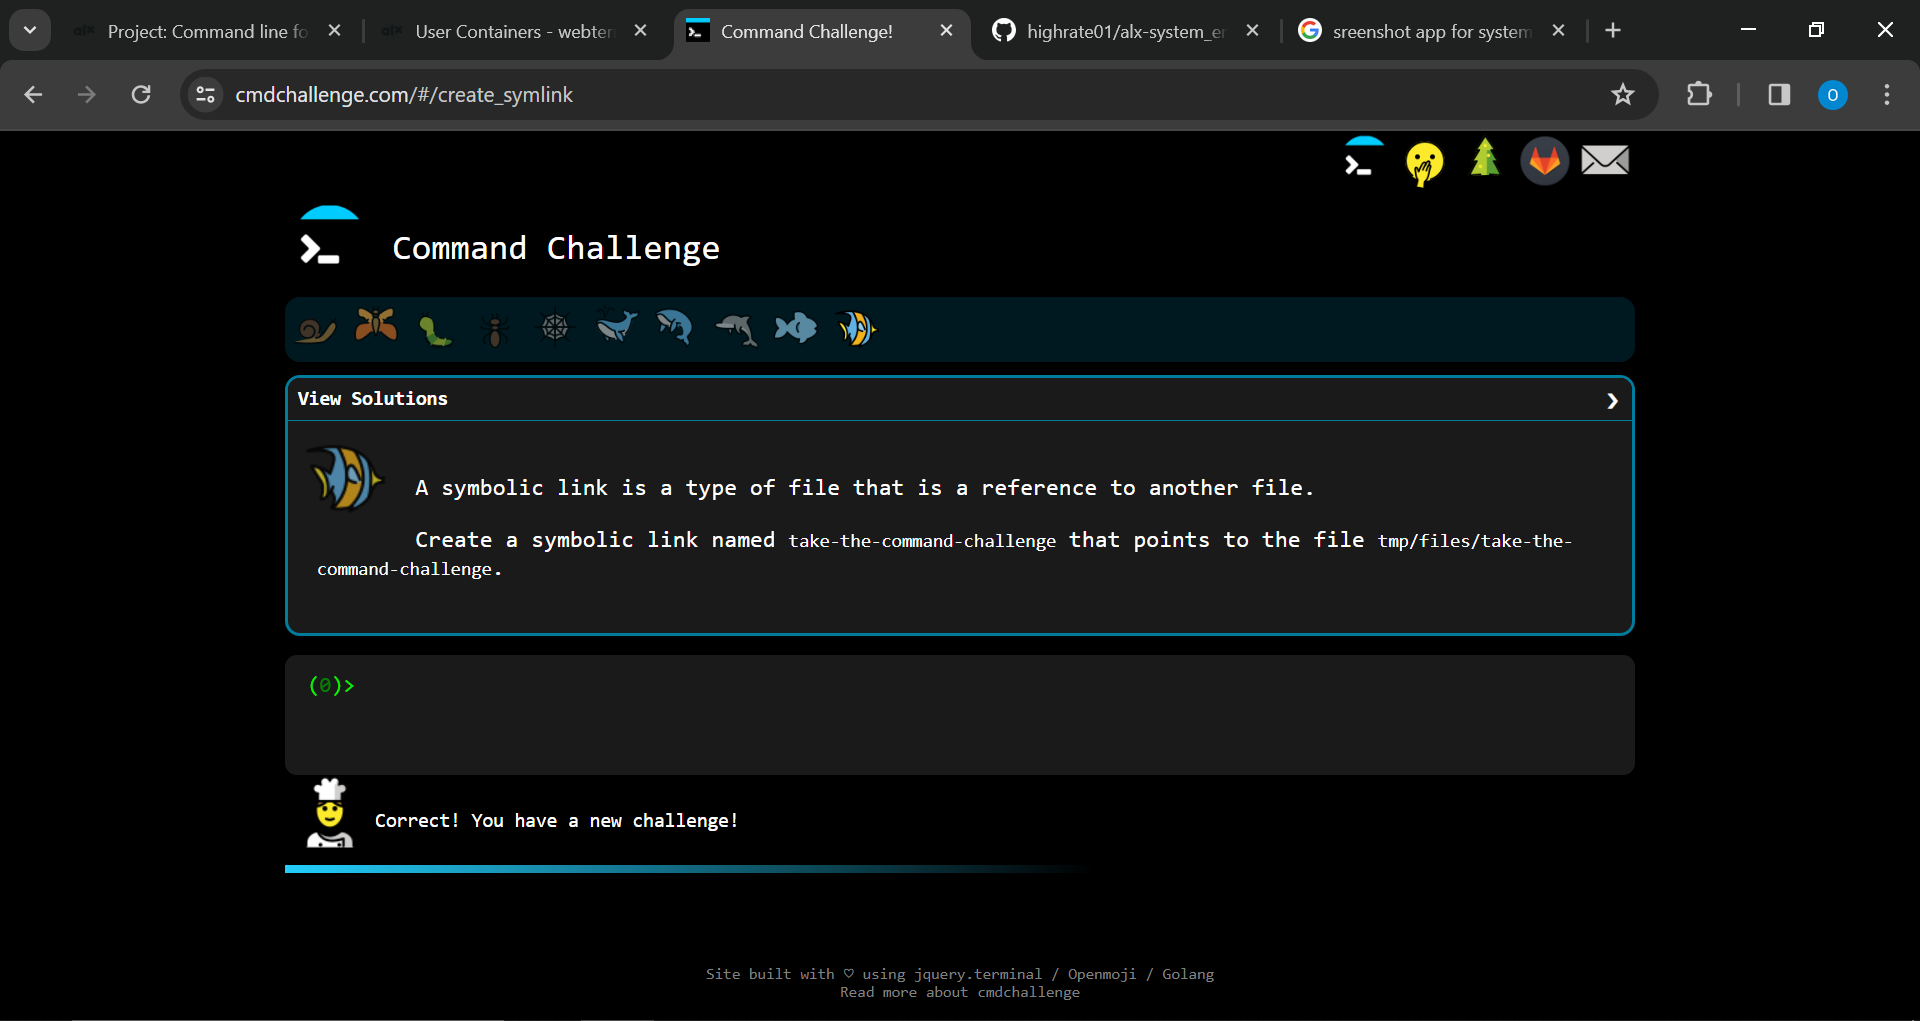 alx Project: Command line fo
alx User Containers - webter
Command Challenge!
highrate01/alx-system_er
sreenshot app for system
cmdchallenge.com/#/create_symlink
O
Command Challenge
View Solutions
A symbolic link is a type of file that is a reference to another file.
Create a symbolic link named take-the-command-challenge that points to the file tmp/files/take-the-
command-challenge.
(0)>
Correct! You have a new challenge!
Site built with ♡ using jquery.terminal / Openmoji / Golang
Read more about cmdchallenge